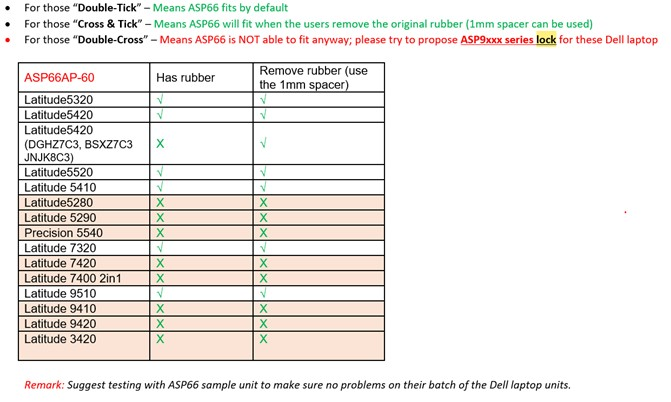 • For those “Double-Tick” – Means ASP66 fits by default
• For those “Cross & Tick” – Means ASP66 will fit when the users remove the original rubber (1mm spacer can be used)
• For those “Double-Cross” – Means ASP66 is NOT able to fit anyway; please try to propose ASP9xxx series lock for these Dell laptop
ASP66AP-60 Has rubber Remove rubber (use
the 1mm spacer)
Latitude5320 √ √
Latitude5420 √ √
Latitude5420
(DGHZ7C3, BSXZ7C3 X √
JNJK8C3)
Latitude5520 √ √
Latitude 5410 √ √
Latitude5280 X X
Latitude 5290 X X
Precision 5540 X X
Latitude 7320 √ √
Latitude 7420 X X
Latitude 7400 2in1 X X
Latitude 9510 √ √
Latitude 9410 X X
Latitude 9420 X X
Latitude 3420 X X
Remark: Suggest testing with ASP66 sample unit to make sure no problems on their batch of the Dell laptop units.